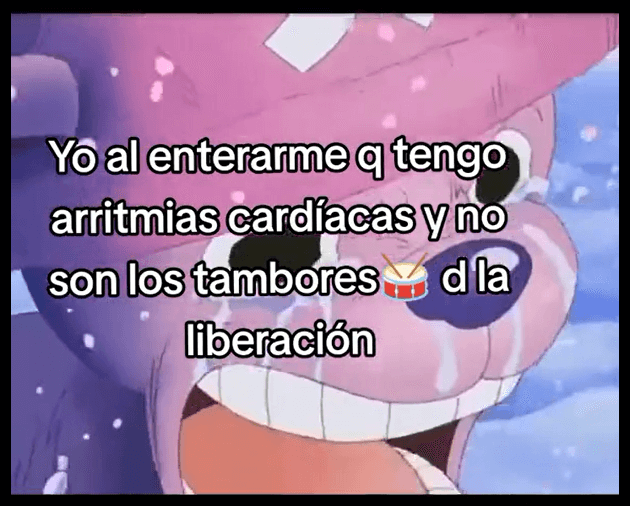 Yo al enterarme q tengo
arritmias cardíacas y no
son los tambores🥁 d la
liberación